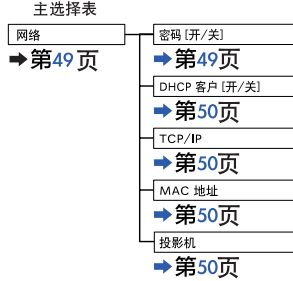 主选择表
网络
➡第49页
密码 [开/关]
➡第49页
DHCP 客户 [开/关]
➡第50页
TCP/IP
➡第50页
MAC 地址
➡第50页
投影机
➡第50页